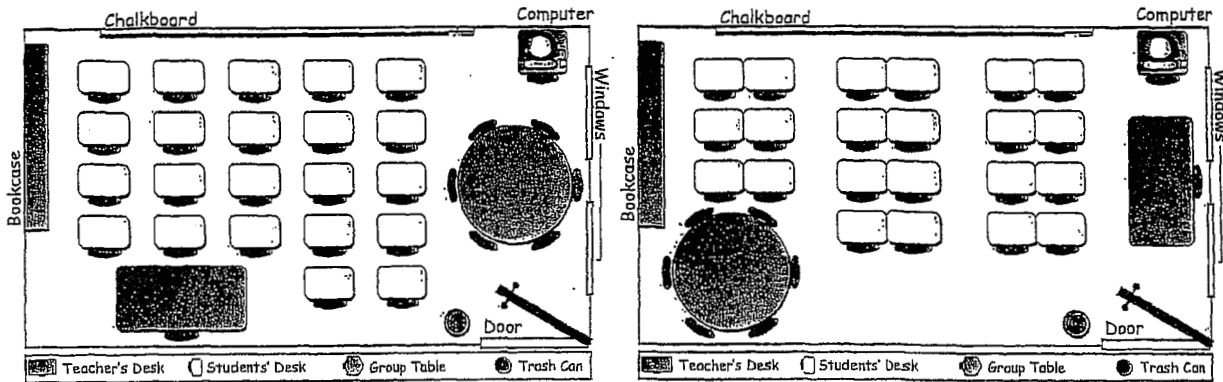 Chalkboard
Computer
Windows
Bookcase
Door
Teacher's Desk
Students' Desk
Group Table
Trash Can
Chalkboard
Computer
Windows
Bookcase
Door
Teacher's Desk
Students' Desk
Group Table
Trash Can